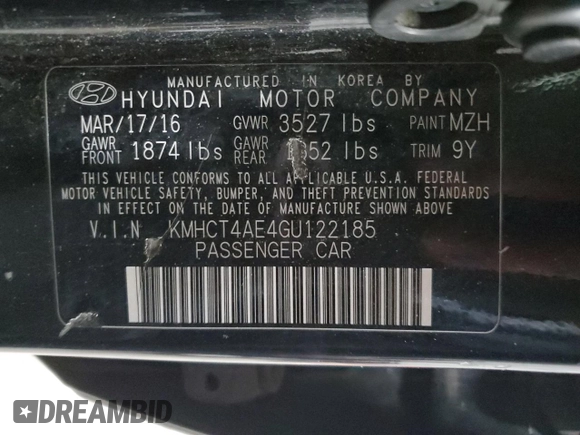 MANUFACTURED IN KOREA BY
HYUNDAI MOTOR COMPANY
MAR/17/16 GVWR 3527 lbs PAINT MZH
GAWR FRONT 1874 lbs GAWR REAR lbs TRIM 9Y
THIS VEHICLE CONFORMS TO ALL APPLICABLE U.S.A. FEDERAL
MOTOR VEHICLE SAFETY, BUMPER, AND THEFT PREVENTION STANDARDS
IN EFFECT ON THE DATE OF MANUFACTURE SHOWN ABOVE
V.I.N KMHCT4AE4GU122185
PASSENGER CAR
DREAMBID